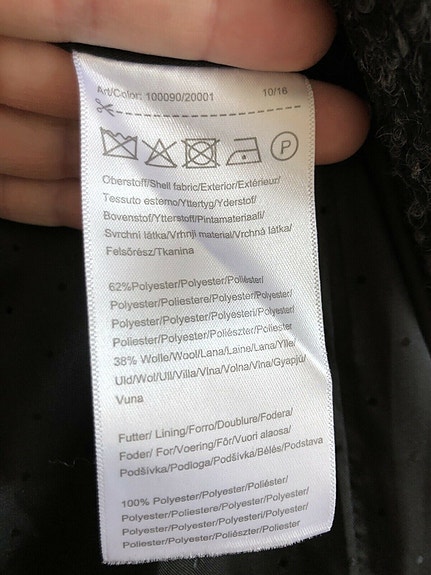 Art/Color: 100090/20001 10/16
P
Oberstoff/Shell fabric/Exterior/Extérieur/
Tessuto esterno/Yttertyg/Yderstof/
Bovenstof/Ytterstoff/Pintamateriaali/
Svrchni látka/Vrhnji material/Vrchná látka/
Felsőrész/Tkanina
62%Polyester/Polyester/Poliéster/
Polyester/Poliestere/Polyester/Polyester/
Polyester/Polyester/Polyesteri/Polyester/
Poliester/Polyester/Poliészter/Poliester
38% Wolle/Wool/Lana/Laine/Lana/Ylle/
Uld/Wol/Ull/Villa/Vlna/Volna/Vlna/Gyapjú/
Vuna
Futter/ Lining/Forro/Doublure/Fodera/
Foder/ For/Voering/Fôr/Vuori alaosa/
Podšívka/Podloga/Podšívka/Bélés/Podstava
100% Polyester/Polyester/Poliéster/
Polyester/Poliestere/Polyester/Polyester/
Polyester/Polyester/Polyesteri/Polyester/
Poliester/Polyester/Poliészter/Poliester